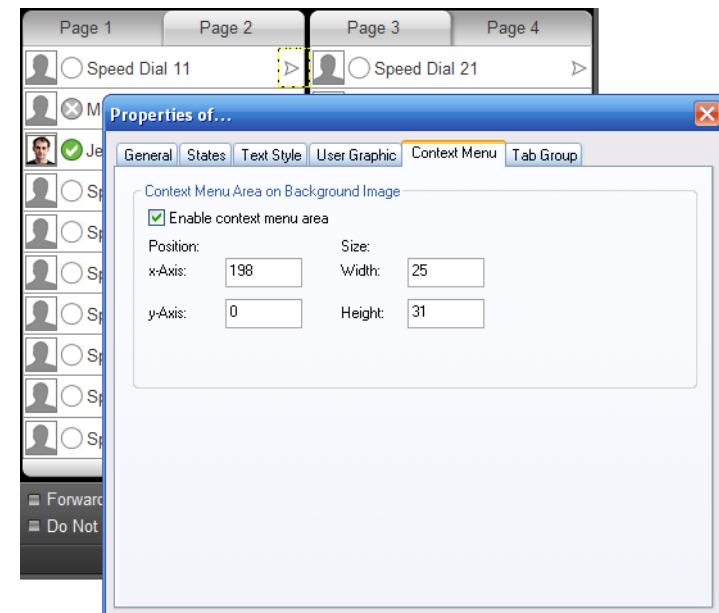 Page 1 Page 2 Page 3 Page 4
Speed Dial 11 Speed Dial 21
M
Properties of...
Je
General States Text Style User Graphic Context Menu Tab Group
Sp
Context Menu Area on Background Image
Enable context menu area
Sp
Position: Size:
x-Axis: 198 Width: 25
Sp
y-Axis: 0 Height: 31
Sp
Sp
Sp
Sp
Forward
Do Not